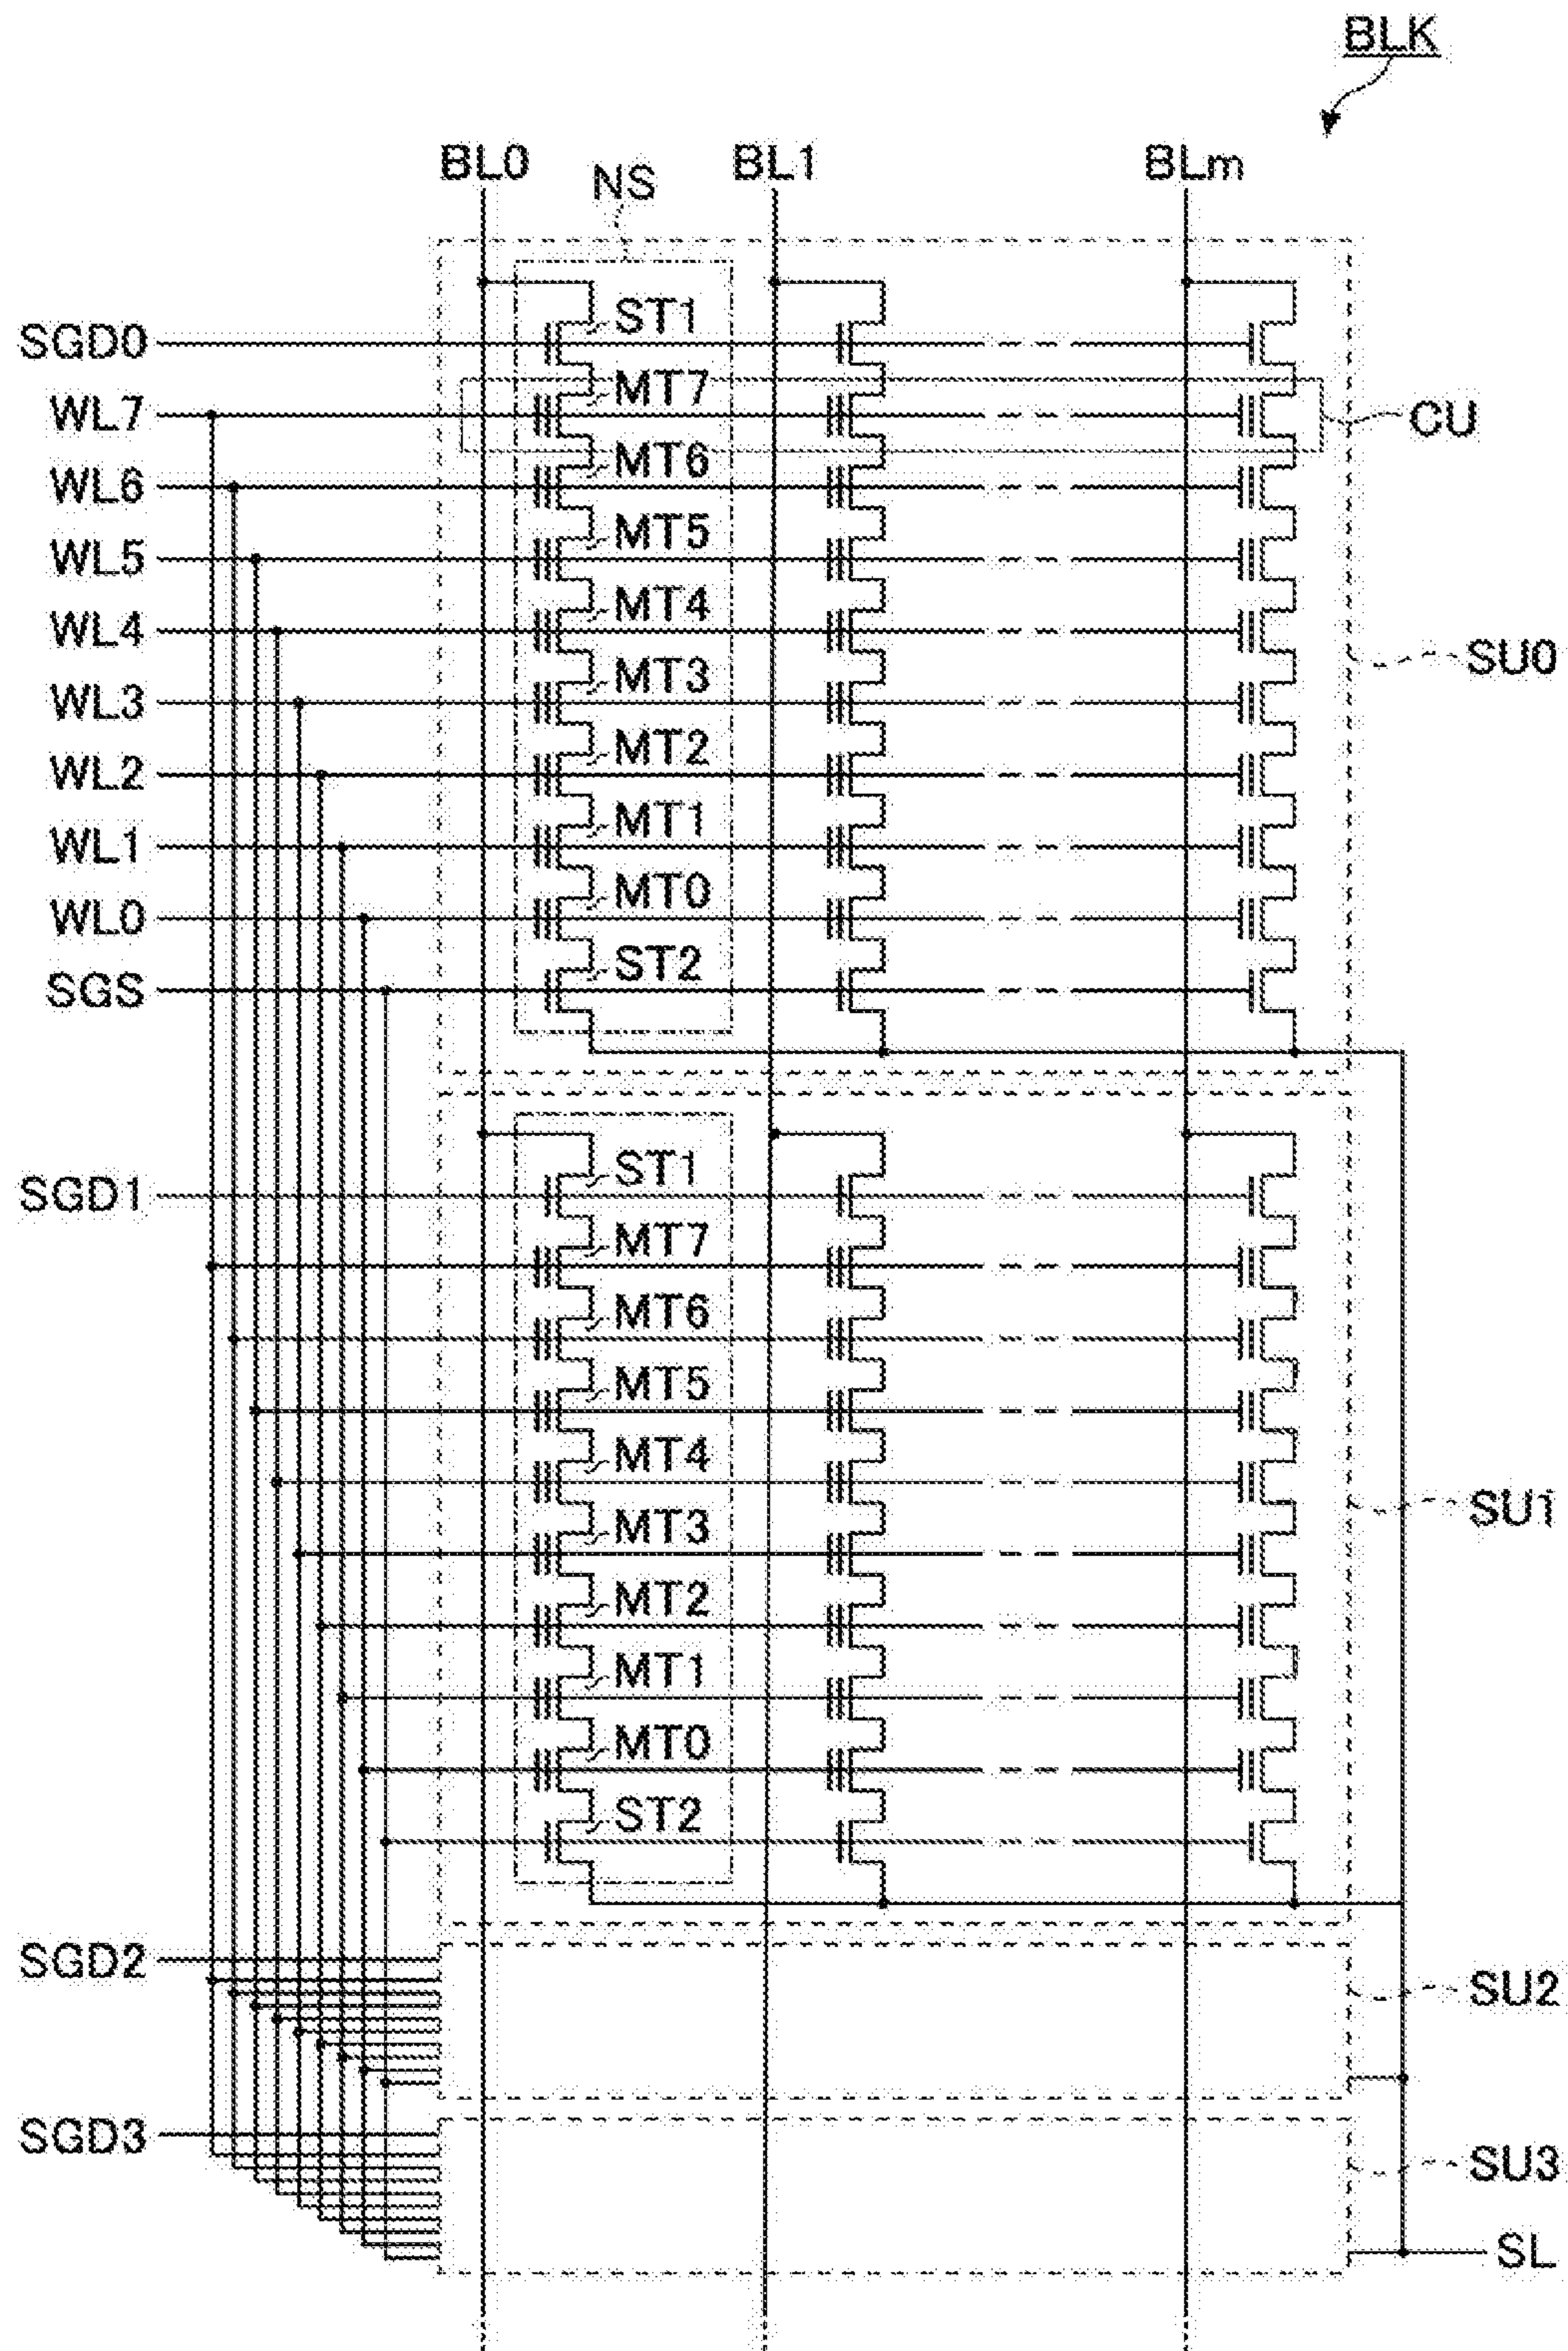 BLK
BL0 NS BL1 BLm
ST1
SGD0
MT7
WL7 CU
MT6
WL6
MT5
WL5
MT4
WL4
SU0
MT3
WL3
MT2
WL2
MT1
WL1
MT0
WL0
ST2
SGS
ST1
SGD1
MT7
MT6
MT5
MT4
SU1
MT3
MT2
MT1
MT0
ST2
SGD2
SU2
SGD3
SU3
SL